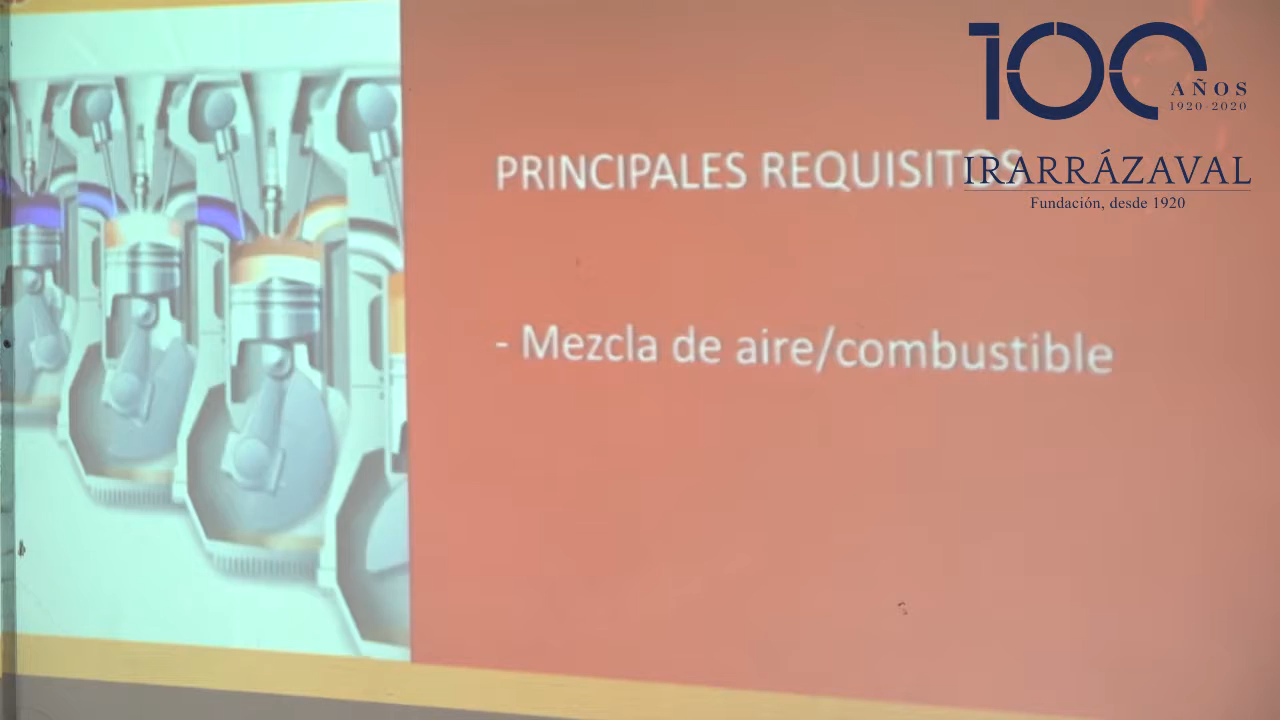 100
AÑOS
1920-2020
PRINCIPALES REQUISITOS
IRARRÁZAVAL
Fundación, desde 1920
- Mezcla de aire/combustible